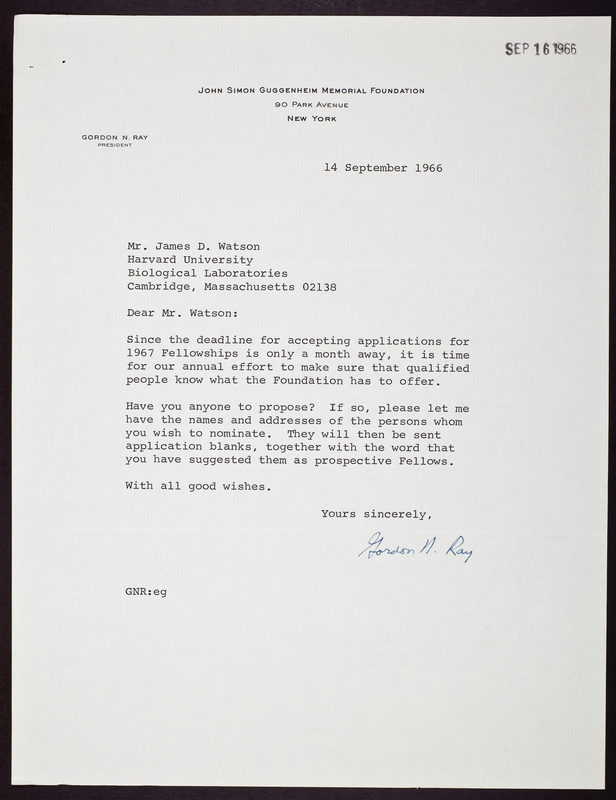 SEP 16 1966
JOHN SIMON GUGGENHEIM MEMORIAL FOUNDATION
90 PARK AVENUE
NEW YORK
GORDON N. RAY
PRESIDENT
14 September 1966
Mr. James D. Watson
Harvard University
Biological Laboratories
Cambridge, Massachusetts 02138
Dear Mr. Watson:
Since the deadline for accepting applications for
1967 Fellowships is only a month away, it is time
for our annual effort to make sure that qualified
people know what the Foundation has to offer.
Have you anyone to propose?  If so, please let me
have the names and addresses of the persons whom
you wish to nominate.  They will then be sent
application blanks, together with the word that
you have suggested them as prospective Fellows.
With all good wishes.
Yours sincerely,
Gordon N. Ray
GNR:eg